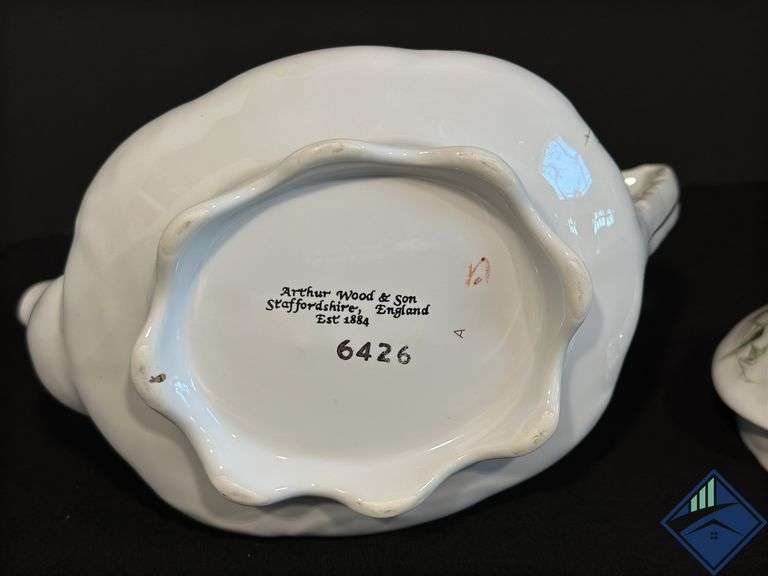 Arthur Wood & Son
Staffordshire, England
Est 1884
6426
A